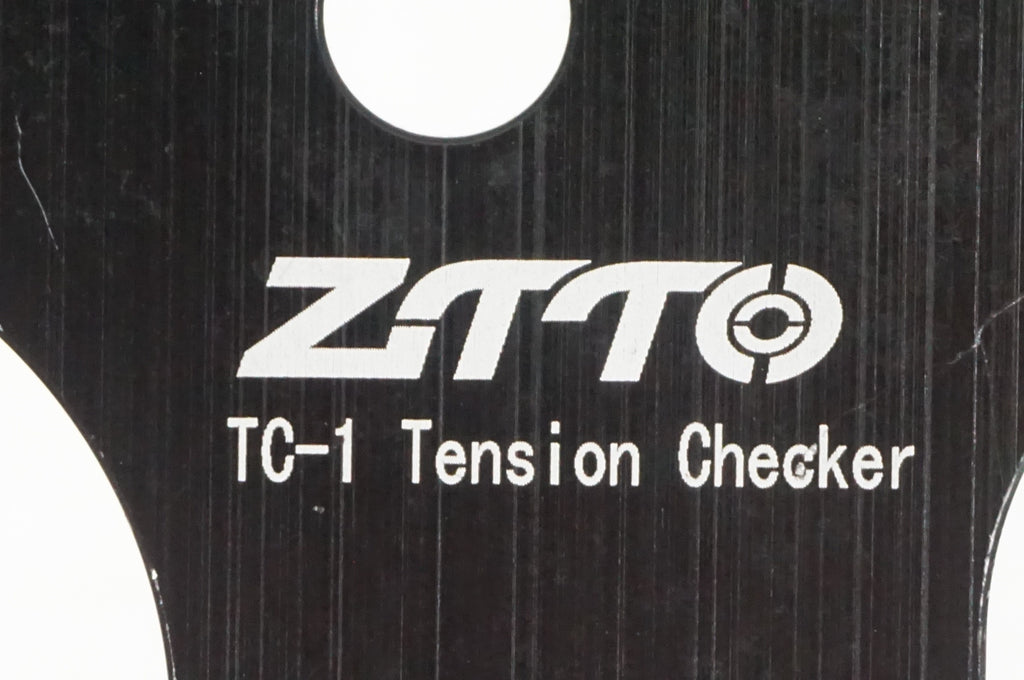 ZTTO
TC-1 Tension Checker